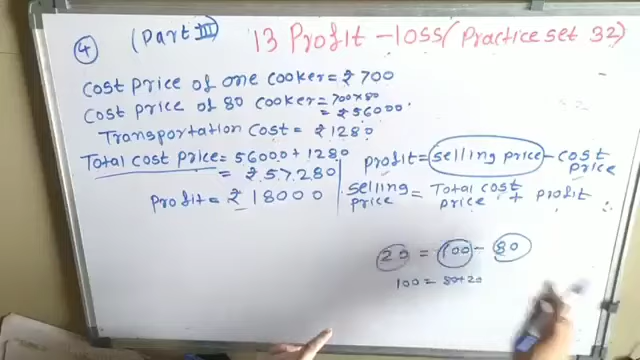 ④ (Part III) 13 Profit - loss (Practice set 32)
Cost Price of one cooker = ₹ 700
Cost Price of 80 cooker = 700×80
= ₹ 56000
Transportation Cost = ₹ 1280
Total cost price = 56000 + 1280
= ₹ 57,280
Profit = ₹ 18000
profit = selling price - cost price
selling price = Total cost price + profit
20 = 100 - 80
100 = 80+20